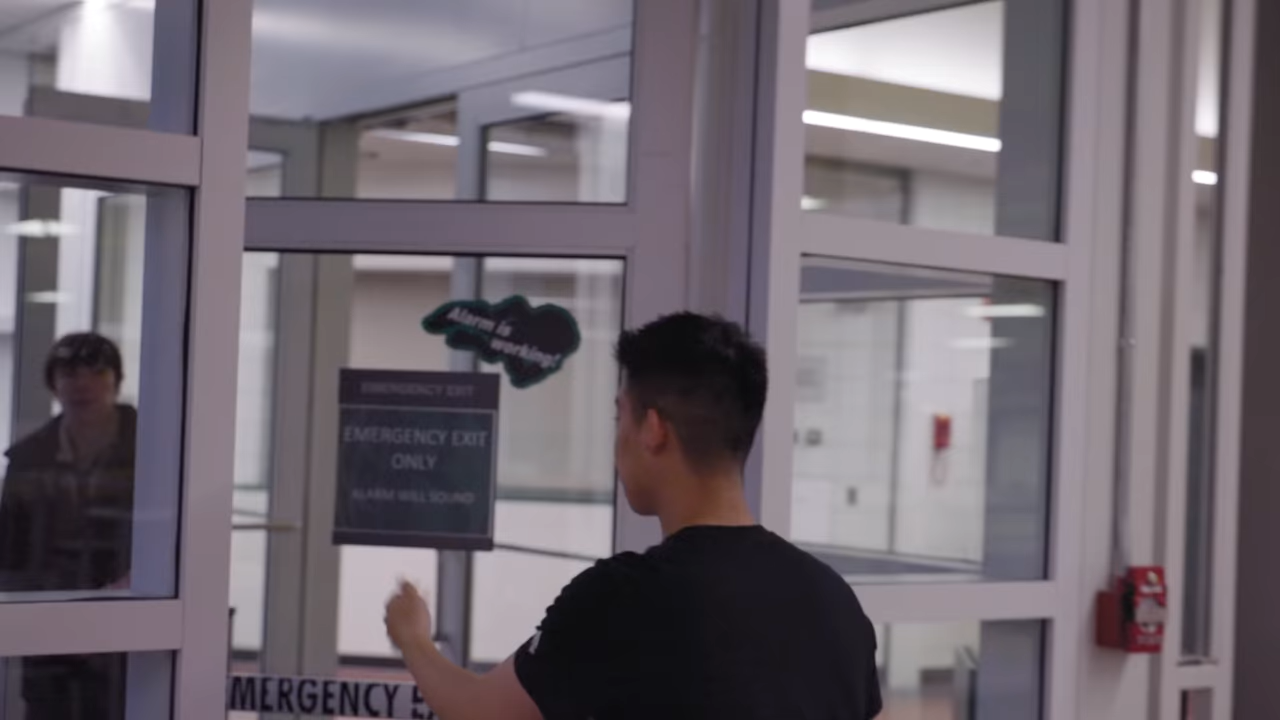 Alarm is
working!
EMERGENCY EXIT
EMERGENCY EXIT
ONLY
ALARM WILL SOUND
MERGENCY E